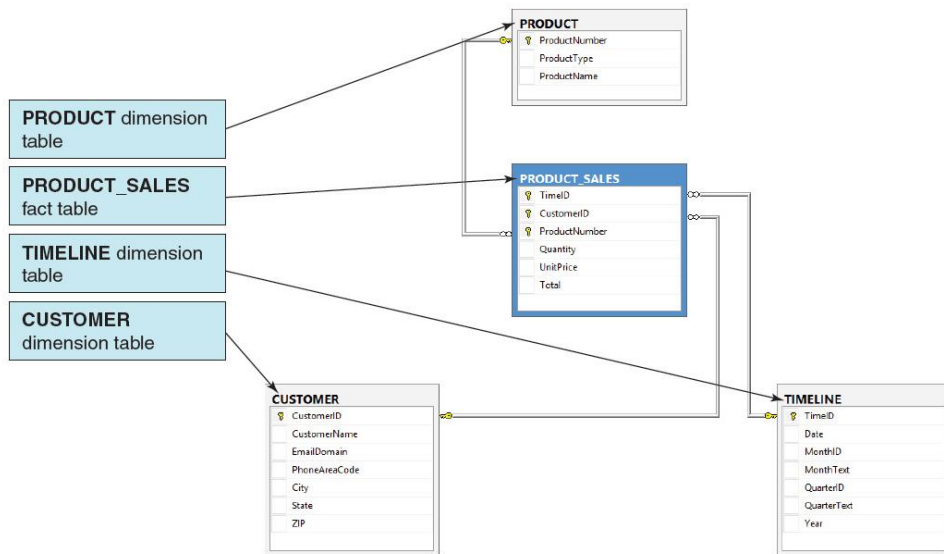 PRODUCT
ProductNumber
ProductType
ProductName
PRODUCT dimension
table
PRODUCT_SALES
fact table
TIMELINE dimension
table
CUSTOMER
dimension table
PRODUCT_SALES
TimeID
CustomerID
ProductNumber
Quantity
UnitPrice
Total
CUSTOMER
CustomerID
CustomerName
EmailDomain
PhoneAreaCode
City
State
ZIP
TIMELINE
TimeID
Date
MonthID
MonthText
QuarterID
QuarterText
Year